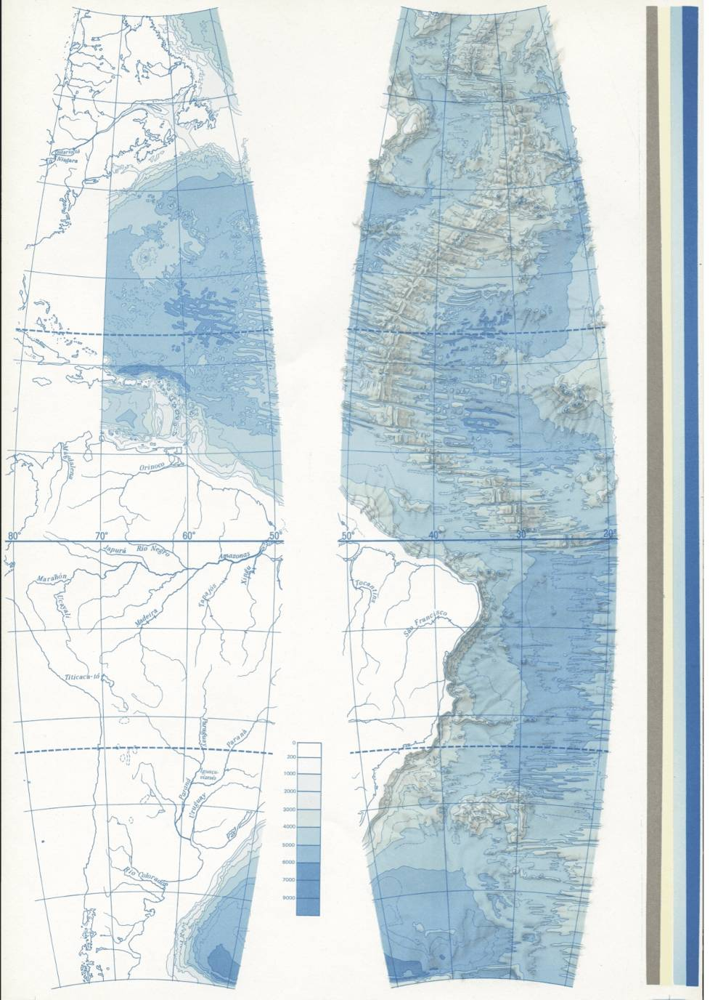 Ontario-tó
Niagara
Magdalena
Orinoco
80°
60°
50°
50°
40°
30°
20°
Japurá
Rio Negro
Amazonas
Marañón
Ucayali
Madeira
Tapajós
Xingu
Tocantins
São Francisco
Titicaca-tó
Paraguay
Paraná
Iguaçu-
vízesés
Paraná
Uruguay
Rio Colorado
0
200
1000
2000
3000
4000
5000
6000
7000
8000